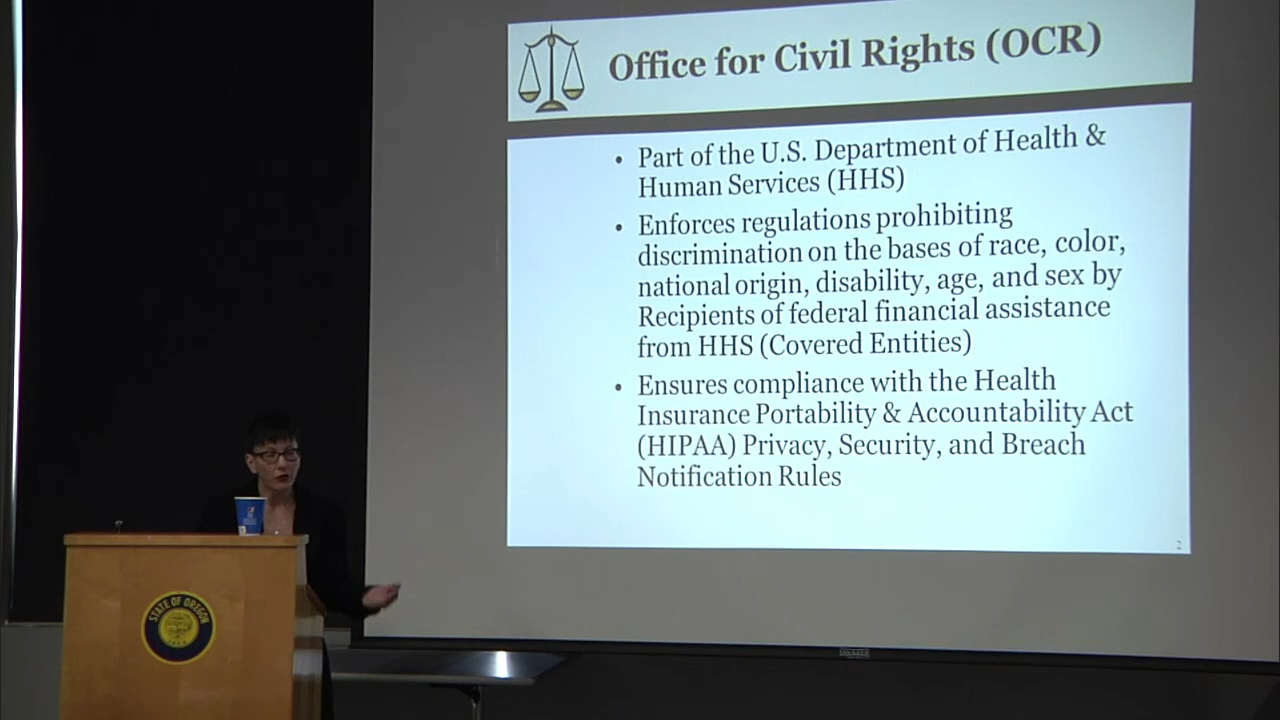 Office for Civil Rights (OCR)
• Part of the U.S. Department of Health &
Human Services (HHS)
• Enforces regulations prohibiting
discrimination on the bases of race, color,
national origin, disability, age, and sex by
Recipients of federal financial assistance
from HHS (Covered Entities)
• Ensures compliance with the Health
Insurance Portability & Accountability Act
(HIPAA) Privacy, Security, and Breach
Notification Rules
2
STATE OF OREGON